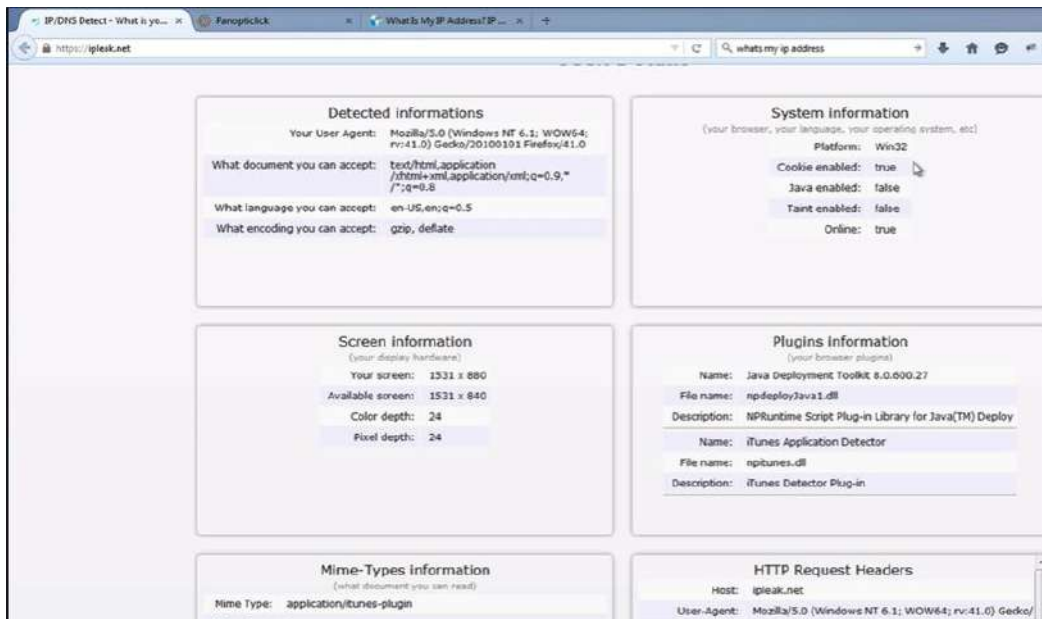 IP/DNS Detect - What is yo...
Panopticlick
What Is My IP Address? IP ...
https://ipleak.net
whats my ip address
Detected informations
Your User Agent: Mozilla/5.0 (Windows NT 6.1; WOW64;
rv:41.0) Gecko/20100101 Firefox/41.0
What document you can accept: text/html,application
/xhtml+xml,application/xml;q=0.9,*
/*;q=0.8
What language you can accept: en-US,en;q=0.5
What encoding you can accept: gzip, deflate
System information
(your browser, your language, your operating system, etc)
Platform: Win32
Cookie enabled: true
Java enabled: false
Taint enabled: false
Online: true
Screen information
(your display hardware)
Your screen: 1531 x 880
Available screen: 1531 x 840
Color depth: 24
Pixel depth: 24
Plugins information
(your browser plugins)
Name: Java Deployment Toolkit 8.0.600.27
File name: npdeployJava1.dll
Description: NPRuntime Script Plug-in Library for Java(TM) Deploy
Name: iTunes Application Detector
File name: npitunes.dll
Description: iTunes Detector Plug-in
Mime-Types information
(what document you can read)
Mime Type: application/itunes-plugin
HTTP Request Headers
Host: ipleak.net
User-Agent: Mozilla/5.0 (Windows NT 6.1; WOW64; rv:41.0) Gecko/